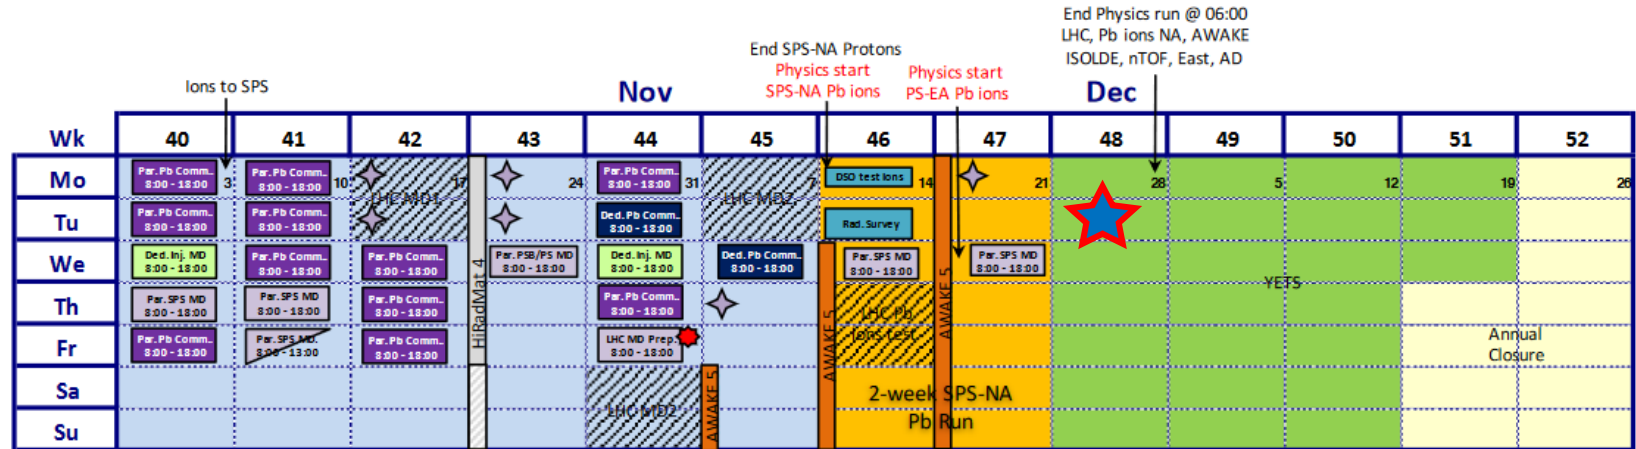 End Physics run @ 06:00
LHC, Pb ions NA, AWAKE
ISOLDE, nTOF, East, AD
End SPS-NA Protons
Physics start
SPS-NA Pb ions
Physics start
PS-EA Pb ions
Ions to SPS
Nov
Dec
Wk 40 41 42 43 44 45 46 47 48 49 50 51 52
Mo 3 10 17 24 31 7 14 21 28 5 12 19 26
Par. Pb Comm..
8:00 - 18:00
Par. Pb Comm..
8:00 - 18:00
LHC MD1
Par. Pb Comm..
8:00 - 18:00
LHC MD2
DSO test Ions
Tu
Par. Pb Comm..
8:00 - 18:00
Par. Pb Comm..
8:00 - 18:00
Ded. Pb Comm..
8:00 - 18:00
Rad. Survey
We
Ded. Inj. MD
8:00 - 18:00
Par. Pb Comm..
8:00 - 18:00
Par. Pb Comm..
8:00 - 18:00
Par. PSB/PS MD
8:00 - 18:00
Ded. Inj. MD
8:00 - 18:00
Ded. Pb Comm..
8:00 - 18:00
Par. SPS MD
8:00 - 18:00
Par. SPS MD
8:00 - 18:00
HiRadMat 4
AWAKE 5
YETS
Th
Par. SPS MD
8:00 - 18:00
Par. SPS MD
8:00 - 18:00
Par. Pb Comm..
8:00 - 18:00
Par. Pb Comm..
8:00 - 18:00
LHC Pb
Ions test
AWAKE 5
Fr
Par. Pb Comm..
8:00 - 18:00
Par. SPS MD.
8:00 - 13:00
Par. Pb Comm..
8:00 - 18:00
LHC MD Prep.
8:00 - 18:00
Annual
Closure
Sa
LHC MD2
AWAKE 5
2-week SPS-NA
Pb Run
Su